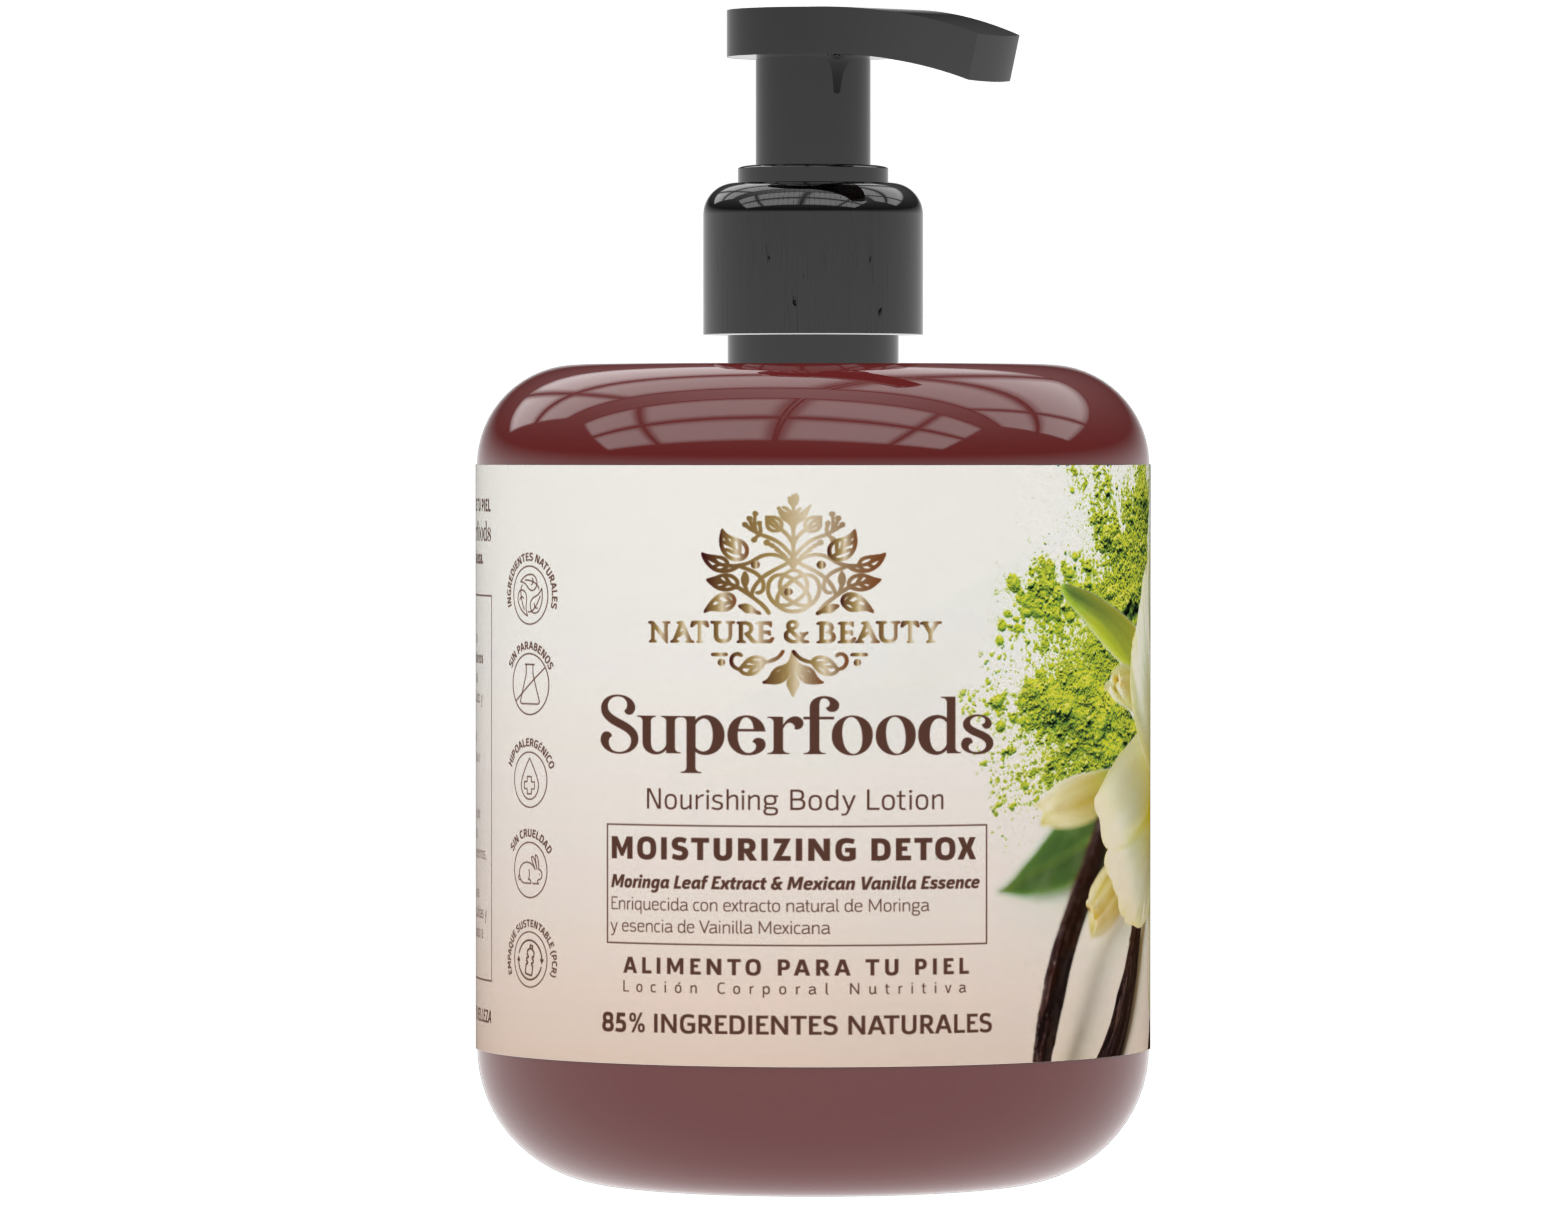 NATURE & BEAUTY
Superfoods
Nourishing Body Lotion
MOISTURIZING DETOX
Moringa Leaf Extract & Mexican Vanilla Essence
Enriquecida con extracto natural de Moringa
y esencia de Vainilla Mexicana
ALIMENTO PARA TU PIEL
Loción Corporal Nutritiva
85% INGREDIENTES NATURALES
INGREDIENTES NATURALES
SIN PARABENOS
HIPOALERGÉNICO
SIN CRUELDAD
EMPAQUE SUSTENTABLE (PCR)